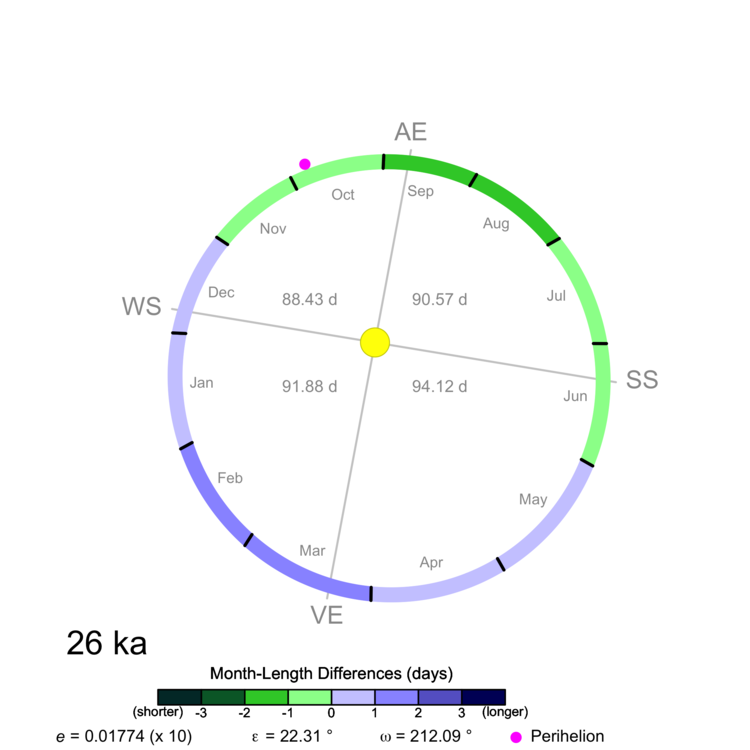 AE
Oct
Sep
Nov
Aug
Dec
Jul
WS
88.43 d
90.57 d
Jan
91.88 d
94.12 d
SS
Jun
Feb
May
Mar
Apr
VE
26 ka
Month-Length Differences (days)
(shorter) -3 -2 -1 0 1 2 3 (longer)
e = 0.01774 (x 10) ε = 22.31 ° ω = 212.09 ° Perihelion